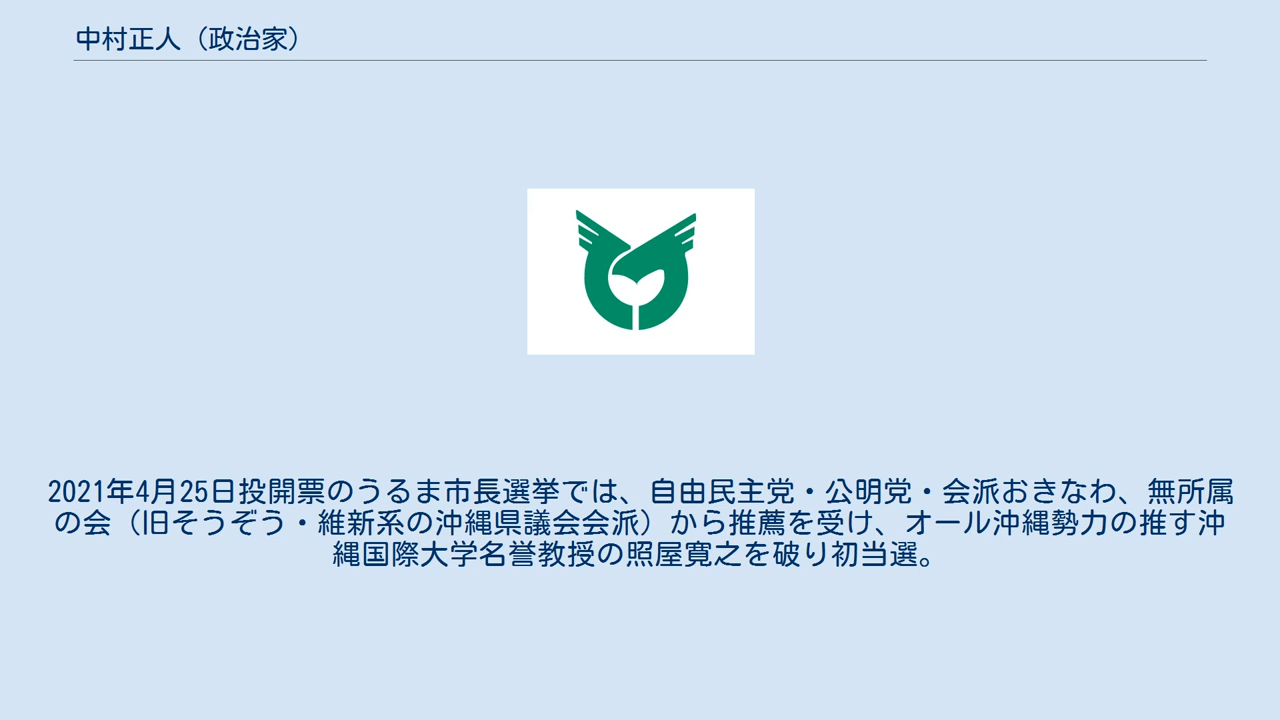 中村正人（政治家）
2021年4月25日投開票のうるま市長選挙では、自由民主党・公明党・会派おきなわ、無所属
の会（旧そうぞう・維新系の沖縄県議会会派）から推薦を受け、オール沖縄勢力の推す沖
縄国際大学名誉教授の照屋寛之を破り初当選。